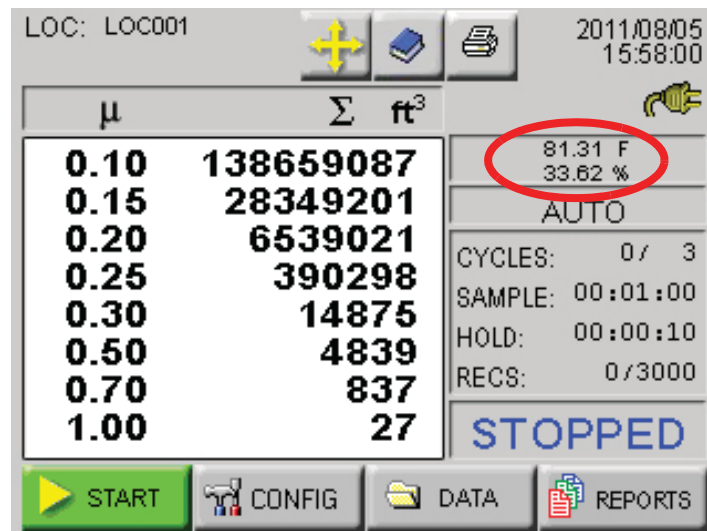 LOC: LOC001
2011/08/05
15:58:00
µ Σ ft³
0.10 138659087
0.15 28349201
0.20 6539021
0.25 390298
0.30 14875
0.50 4839
0.70 837
1.00 27
81.31 F
33.62 %
AUTO
CYCLES: 0/ 3
SAMPLE: 00:01:00
HOLD: 00:00:10
RECS: 0/3000
STOPPED
START
CONFIG
DATA
REPORTS